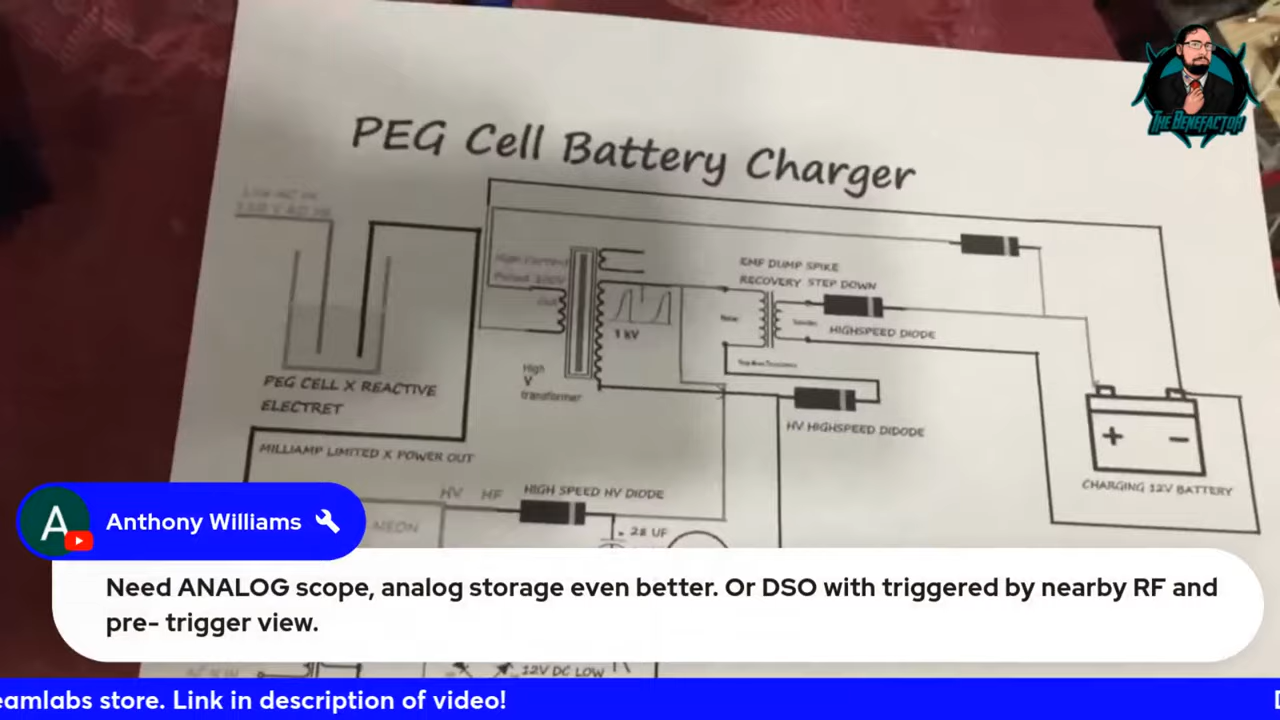 THE BENEFACTOR
PEG Cell Battery Charger
EMF DUMP SPIKE
RECOVERY STEP DOWN
HIGHSPEED DIODE
1 kV
High
V
transformer
PEG CELL X REACTIVE
ELECTRET
HV HIGHSPEED DIDODE
MILLIAMP LIMITED X POWER OUT
+
-
CHARGING 12V BATTERY
HV HF
HIGH SPEED HV DIODE
NEON
28 UF
A
Anthony Williams
Need ANALOG scope, analog storage even better. Or DSO with triggered by nearby RF and
pre- trigger view.
12V DC LOW
eamlabs store. Link in description of video!